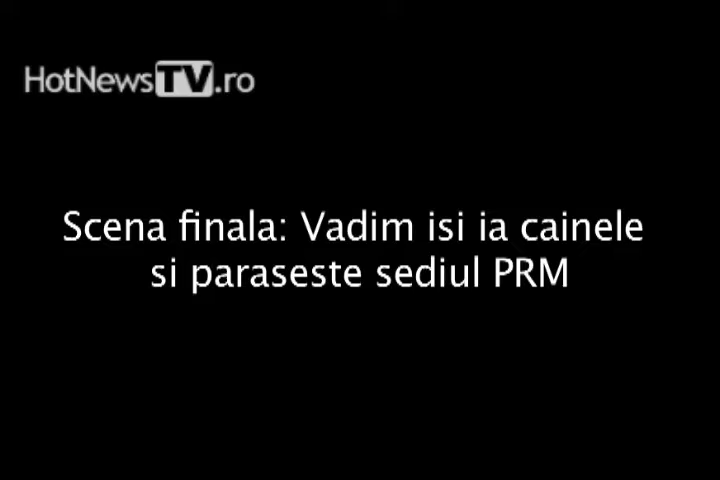 HotNewsTV.ro
Scena finala: Vadim isi ia cainele
si paraseste sediul PRM